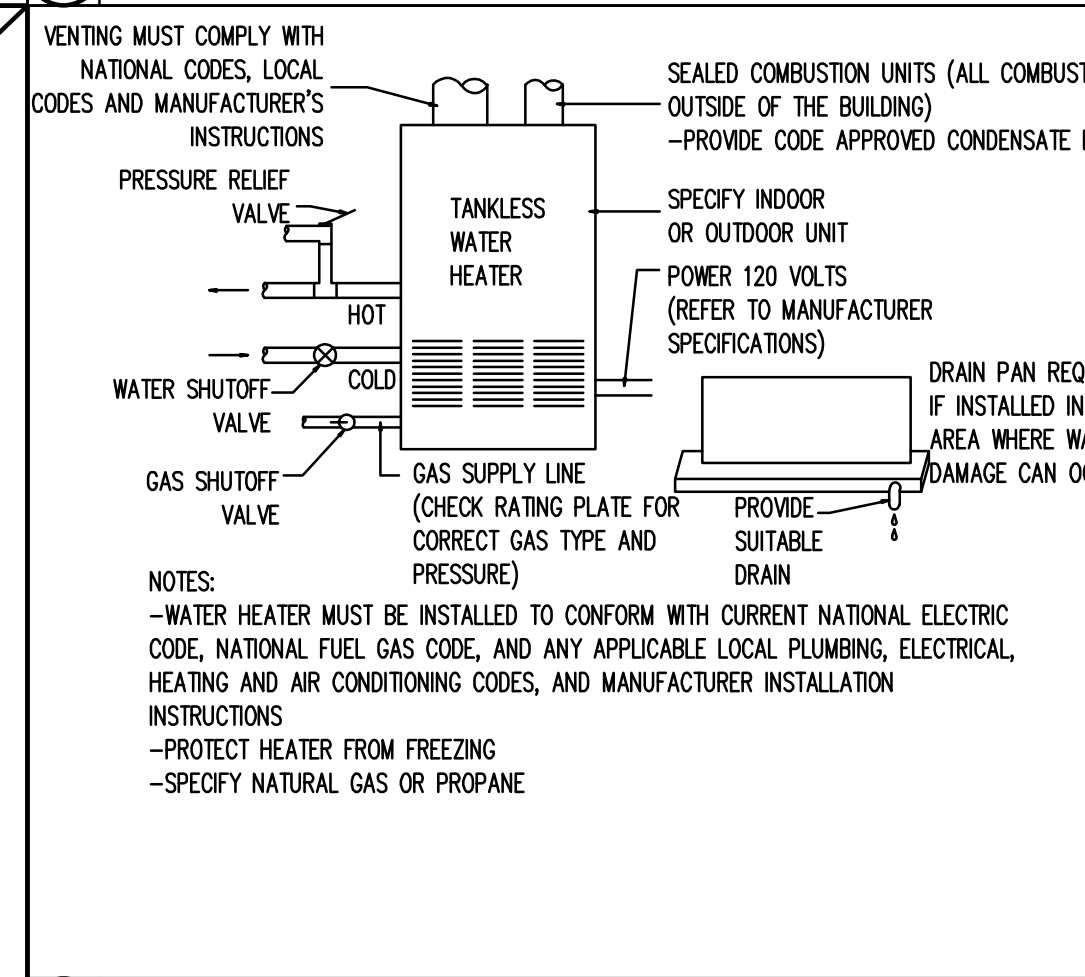 VENTING MUST COMPLY WITH
NATIONAL CODES, LOCAL
CODES AND MANUFACTURER'S
INSTRUCTIONS
SEALED COMBUSTION UNITS (ALL
OUTSIDE OF THE BUILDING)
-PROVIDE CODE APPROVED CONDENSATE
PRESSURE RELIEF
VALVE
TANKLESS
WATER
HEATER
SPECIFY INDOOR
OR OUTDOOR UNIT
HOT
POWER 120 VOLTS
(REFER TO MANUFACTURER
SPECIFICATIONS)
COLD
WATER SHUTOFF
VALVE
DRAIN PAN
IF INSTALLED IN
AREA WHERE
DAMAGE CAN
GAS SHUTOFF
VALVE
GAS SUPPLY LINE
(CHECK RATING PLATE FOR
CORRECT GAS TYPE AND
PRESSURE)
PROVIDE
SUITABLE
DRAIN
NOTES:
-WATER HEATER MUST BE INSTALLED TO CONFORM WITH CURRENT NATIONAL ELECTRIC
CODE, NATIONAL FUEL GAS CODE, AND ANY APPLICABLE LOCAL PLUMBING, ELECTRICAL,
HEATING AND AIR CONDITIONING CODES, AND MANUFACTURER INSTALLATION
INSTRUCTIONS
-PROTECT HEATER FROM FREEZING
-SPECIFY NATURAL GAS OR PROPANE